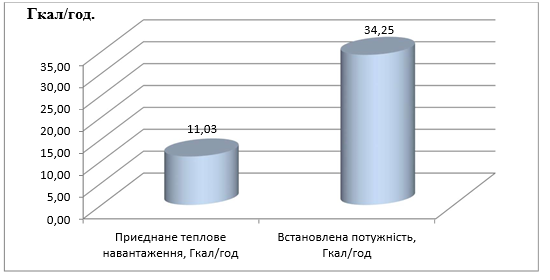 Гкал/год.
34,25
35,00
30,00
25,00
20,00
15,00
10,00
5,00
0,00
11,03
Приєднане теплове
навантаження, Гкал/год
Встановлена потужність,
Гкал/год